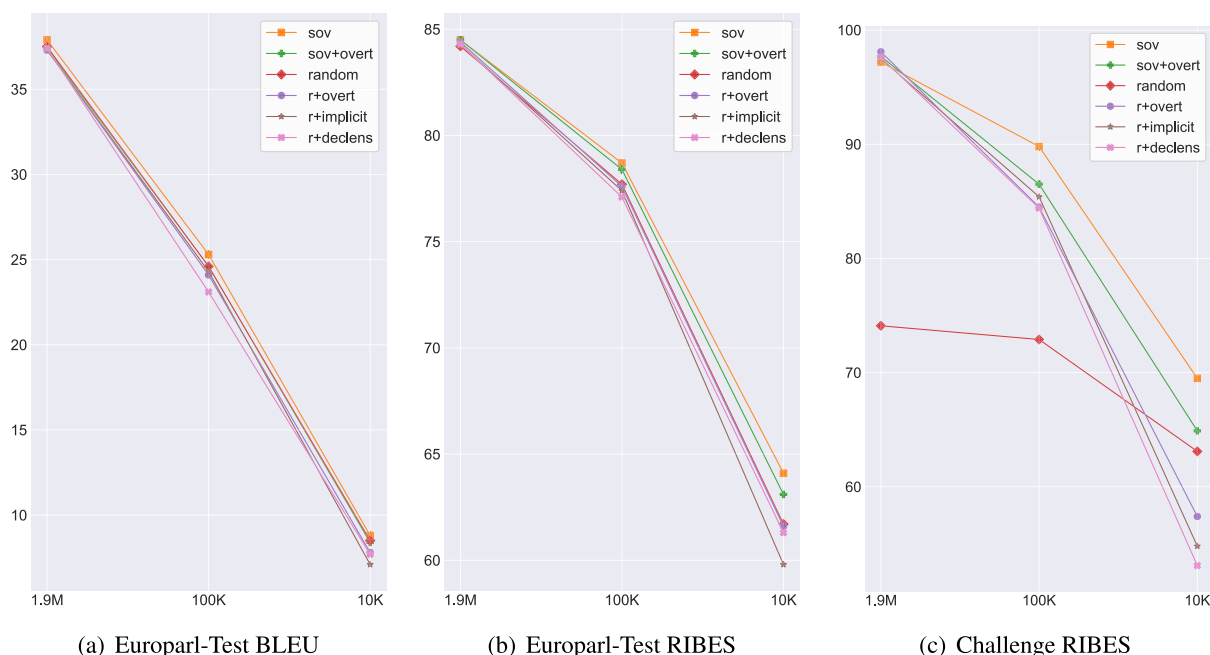 35
30
25
20
15
10
1.9M 100K 10K
sov
sov+overt
random
r+overt
r+implicit
r+declens
(a) Europarl-Test BLEU
85
80
75
70
65
60
1.9M 100K 10K
sov
sov+overt
random
r+overt
r+implicit
r+declens
(b) Europarl-Test RIBES
100
90
80
70
60
1.9M 100K 10K
sov
sov+overt
random
r+overt
r+implicit
r+declens
(c) Challenge RIBES